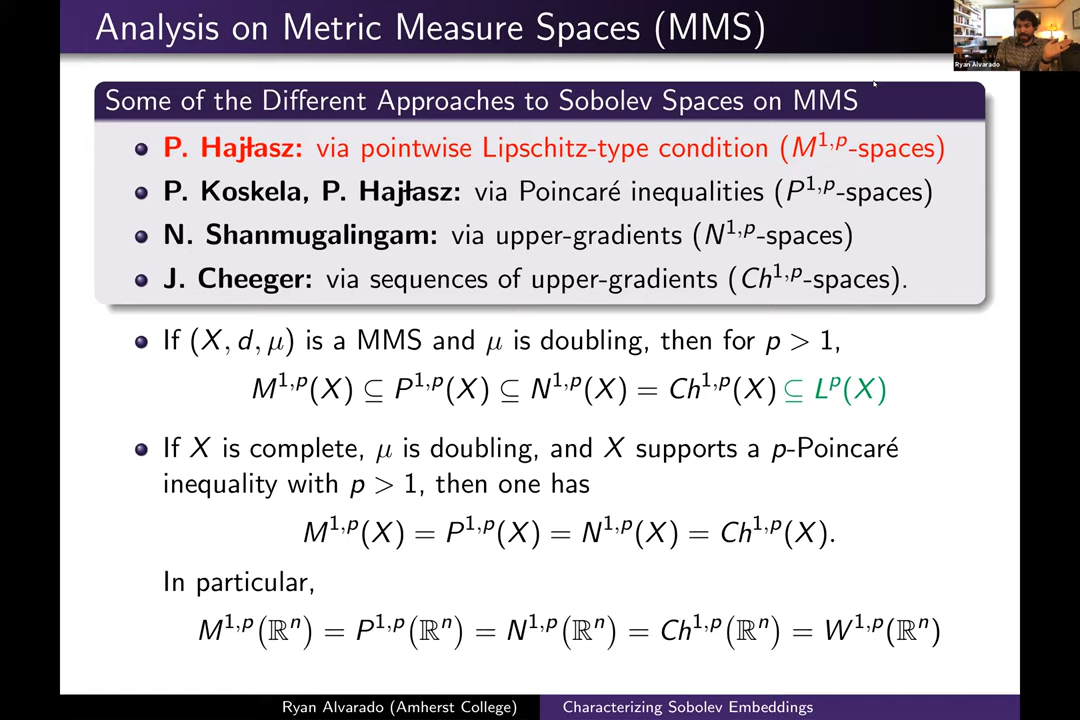 Analysis on Metric Measure Spaces (MMS)
Ryan Alvarado
Some of the Different Approaches to Sobolev Spaces on MMS
P. Hajłasz: via pointwise Lipschitz-type condition (M^{1,p}-spaces)
P. Koskela, P. Hajłasz: via Poincaré inequalities (P^{1,p}-spaces)
N. Shanmugalingam: via upper-gradients (N^{1,p}-spaces)
J. Cheeger: via sequences of upper-gradients (Ch^{1,p}-spaces).
If (X, d, μ) is a MMS and μ is doubling, then for p > 1,
M^{1,p}(X) ⊆ P^{1,p}(X) ⊆ N^{1,p}(X) = Ch^{1,p}(X) ⊆ L^p(X)
If X is complete, μ is doubling, and X supports a p-Poincaré
inequality with p > 1, then one has
M^{1,p}(X) = P^{1,p}(X) = N^{1,p}(X) = Ch^{1,p}(X).
In particular,
M^{1,p}(ℝ^n) = P^{1,p}(ℝ^n) = N^{1,p}(ℝ^n) = Ch^{1,p}(ℝ^n) = W^{1,p}(ℝ^n)
Ryan Alvarado (Amherst College) Characterizing Sobolev Embeddings